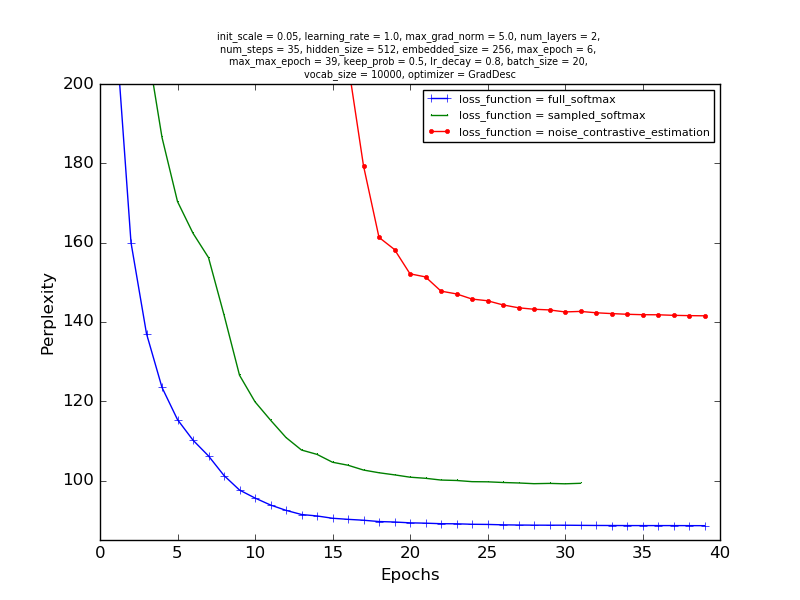 init_scale = 0.05, learning_rate = 1.0, max_grad_norm = 5.0, num_layers = 2,
num_steps = 35, hidden_size = 512, embedded_size = 256, max_epoch = 6,
max_max_epoch = 39, keep_prob = 0.5, lr_decay = 0.8, batch_size = 20,
vocab_size = 10000, optimizer = GradDesc
loss_function = full_softmax
loss_function = sampled_softmax
loss_function = noise_contrastive_estimation
200
180
160
140
120
100
Perplexity
0 5 10 15 20 25 30 35 40
Epochs